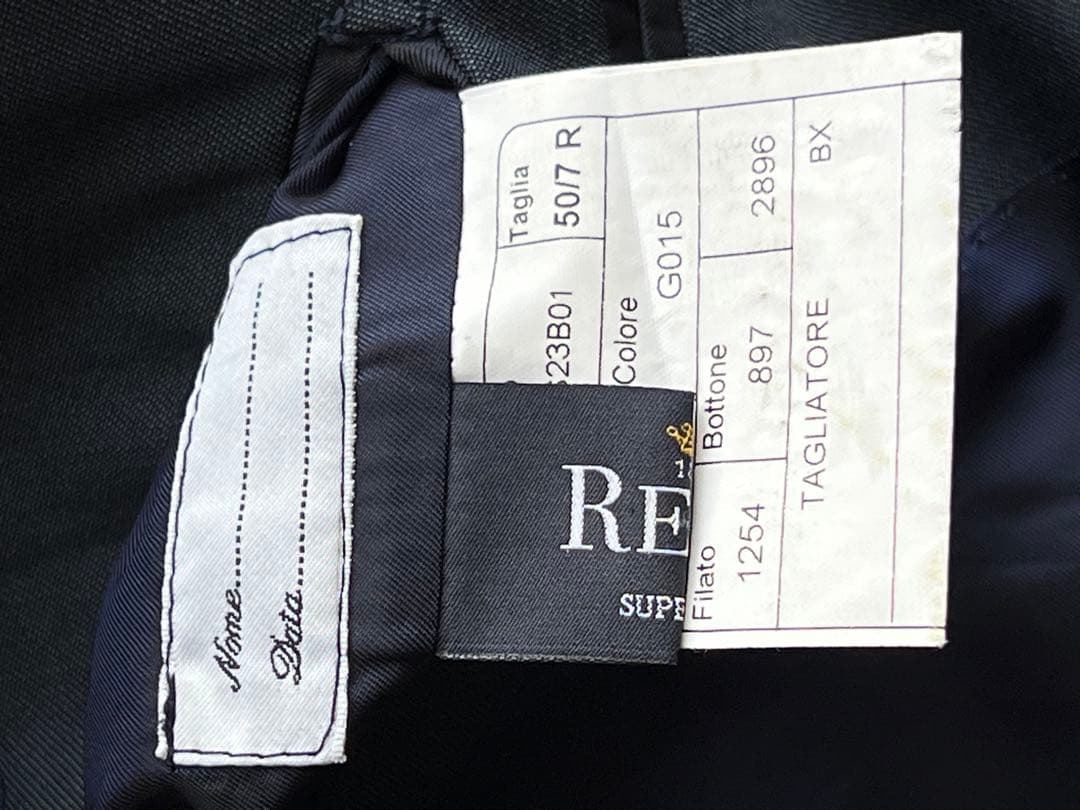 Nome
Data
Taglia
50/7 R
23B01
Colore
G015
Filato
1254
Bottone
897
2896
TAGLIATORE BX
RE
SUPE